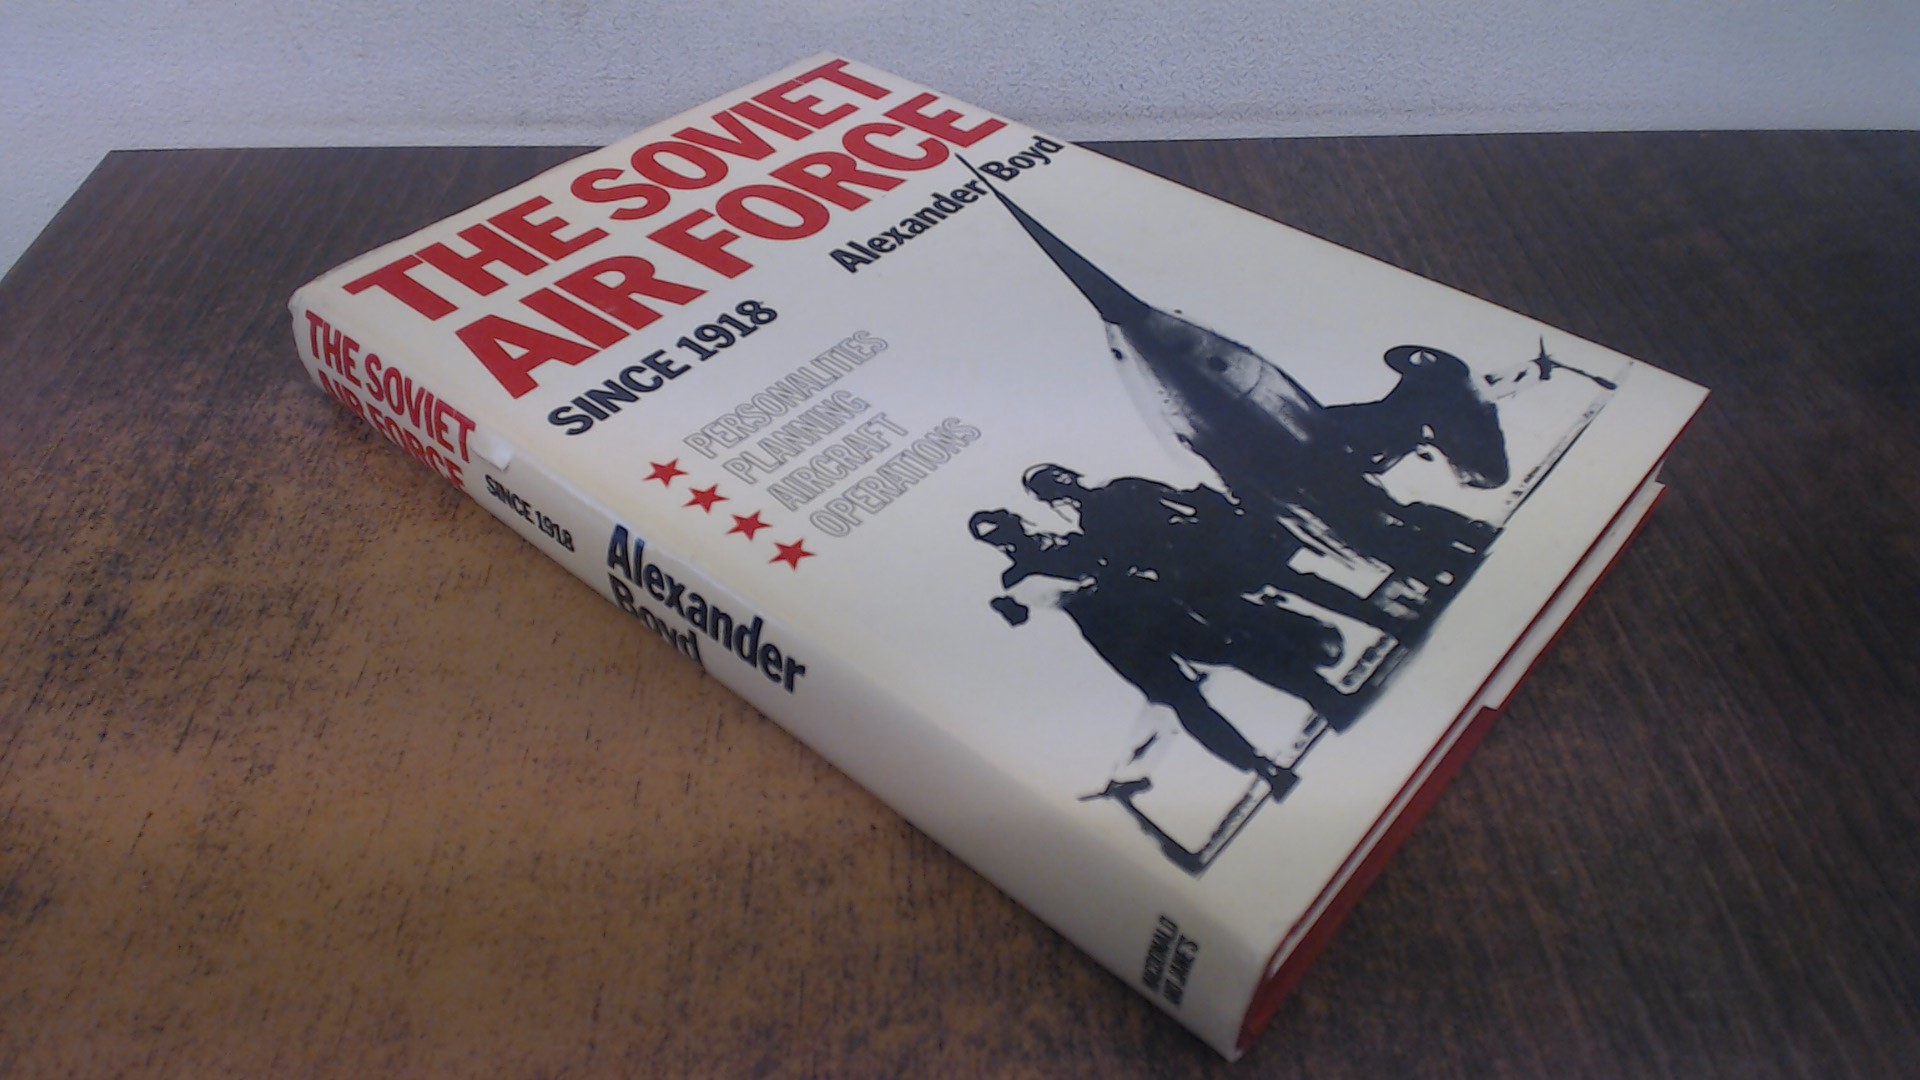 THE SOVIET
AIR FORCE
SINCE 1918
Alexander Boyd
PERSONALITIES
PLANNING
AIRCRAFT
OPERATIONS
THE SOVIET
AIR FORCE
SINCE 1918
Alexander
Boyd
MACDONALD
AND JANE'S